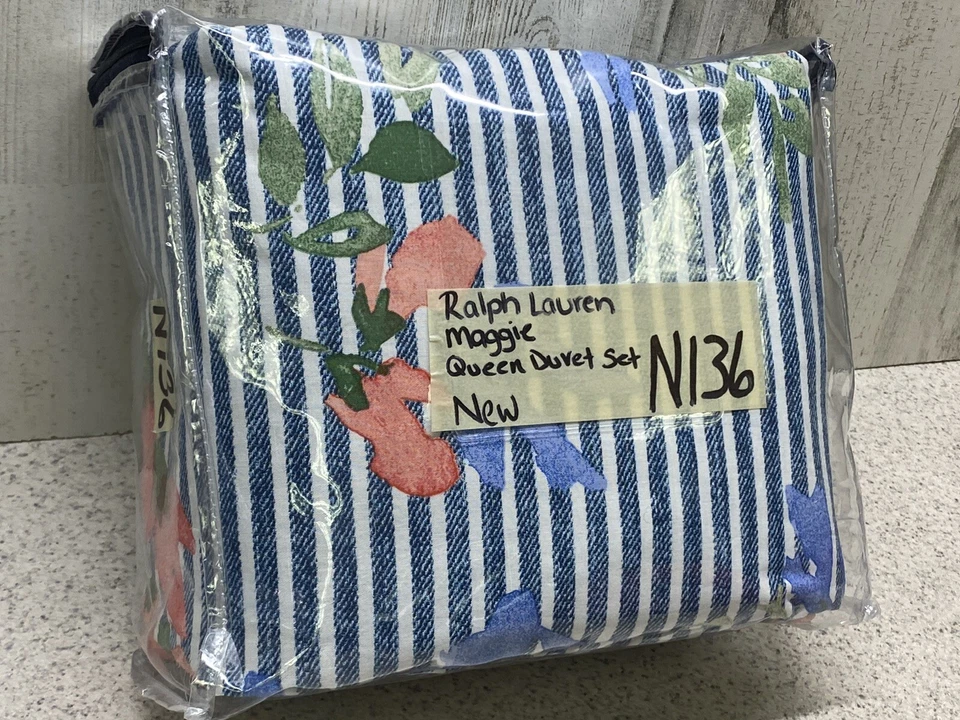 Ralph Lauren
Maggie
Queen Duvet Set
New
N136
N136